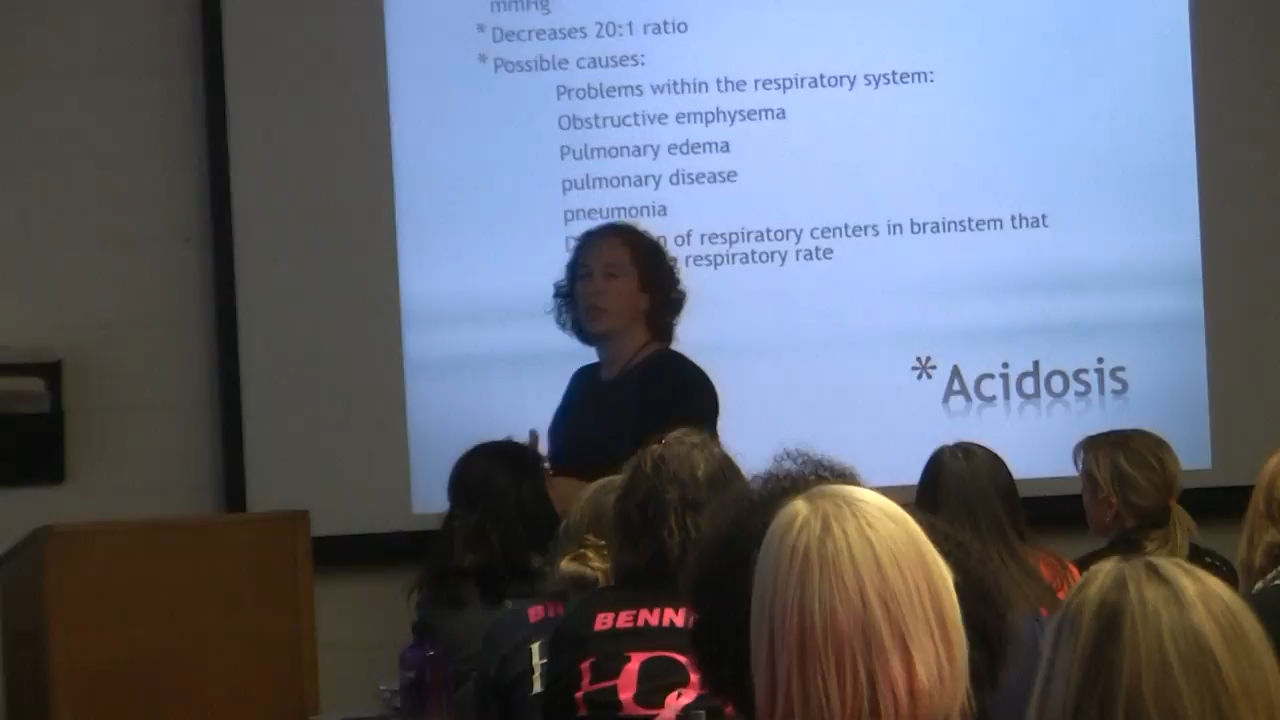 mmHg
* Decreases 20:1 ratio
* Possible causes:
Problems within the respiratory system:
Obstructive emphysema
Pulmonary edema
pulmonary disease
pneumonia
of respiratory centers in brainstem that
respiratory rate
*Acidosis
BENN